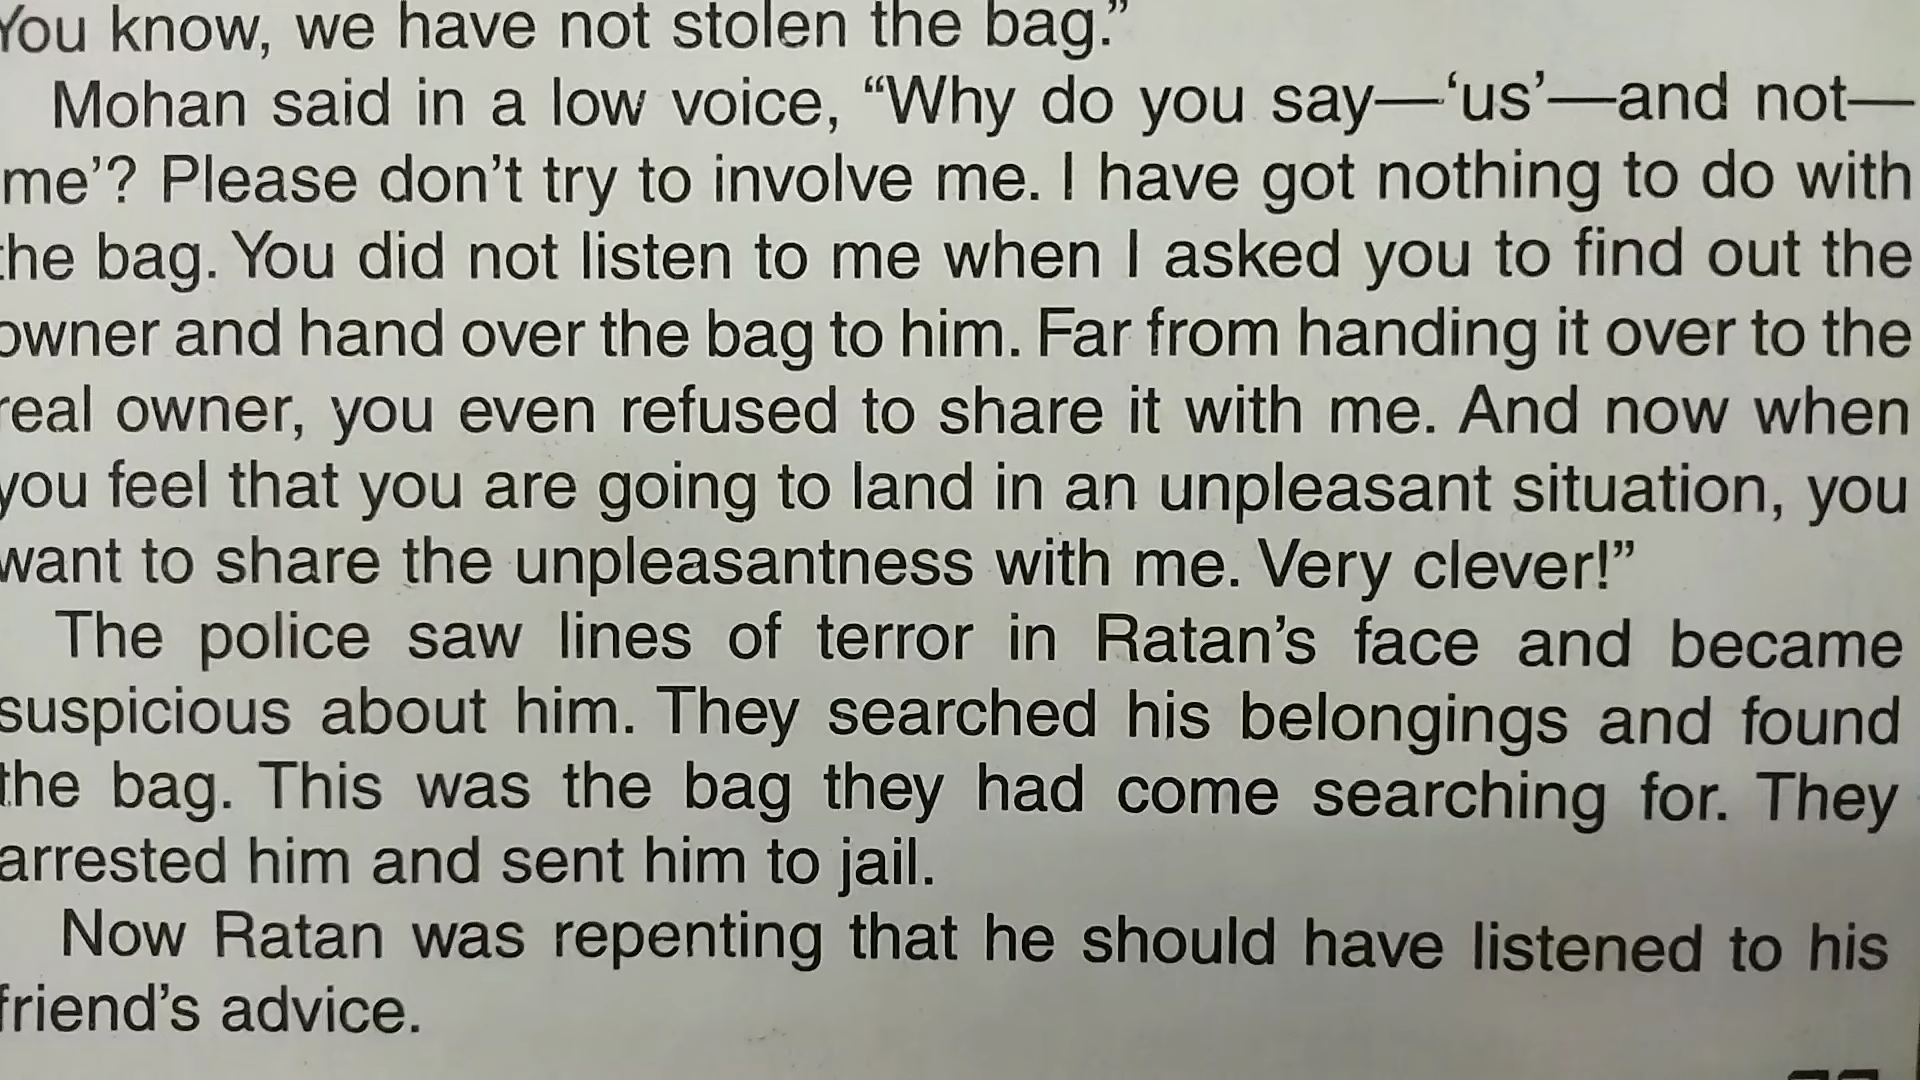 You know, we have not stolen the bag.”
Mohan said in a low voice, “Why do you say—‘us’—and not—
me’? Please don’t try to involve me. I have got nothing to do with
the bag. You did not listen to me when I asked you to find out the
owner and hand over the bag to him. Far from handing it over to the
real owner, you even refused to share it with me. And now when
you feel that you are going to land in an unpleasant situation, you
want to share the unpleasantness with me. Very clever!”
The police saw lines of terror in Ratan’s face and became
suspicious about him. They searched his belongings and found
the bag. This was the bag they had come searching for. They
arrested him and sent him to jail.
Now Ratan was repenting that he should have listened to his
friend’s advice.